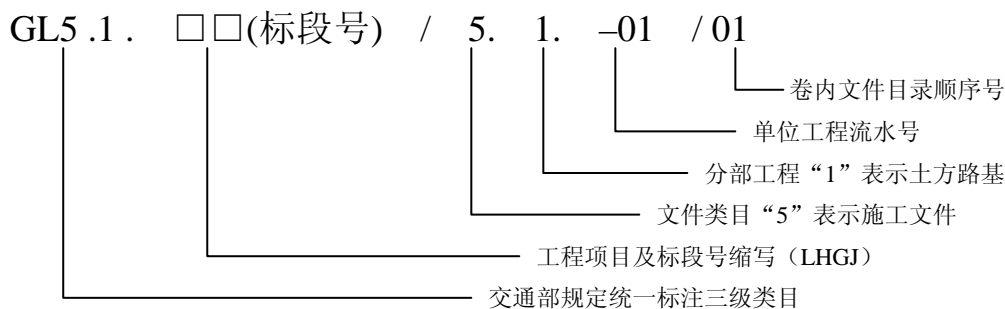 GL5 .1 . □□(标段号) / 5. 1. –01 / 01
卷内文件目录顺序号
单位工程流水号
分部工程“1”表示土方路基
文件类目“5”表示施工文件
工程项目及标段号缩写（LHGJ）
交通部规定统一标注三级类目